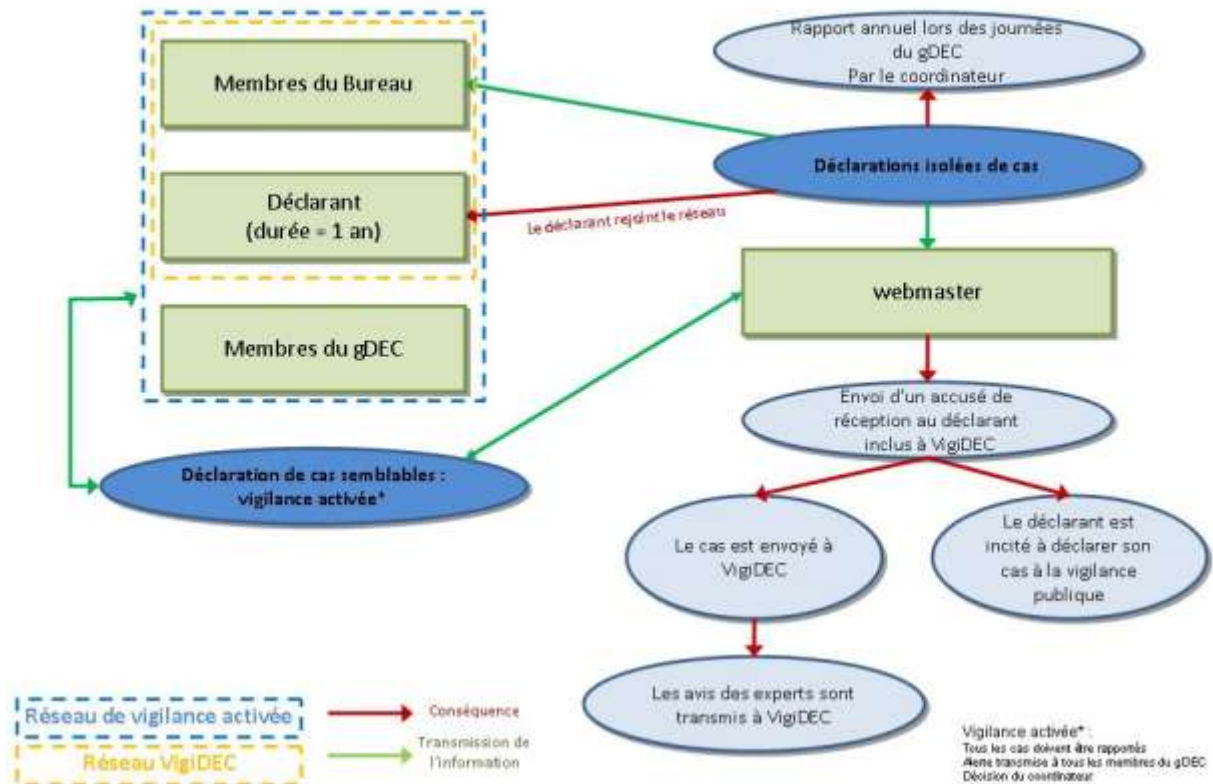 Rapport annuel lors des journées
du gDEC
Par le coordinateur
Membres du Bureau
Déclarations isolées de cas
Déclarant
(durée = 1 an)
Le déclarant rejoint le réseau
webmaster
Membres du gDEC
Envoi d'un accusé de
réception au déclarant
inclus à VigiDEC
Déclaration de cas semblables :
vigilance activée*
Le cas est envoyé à
VigiDEC
Le déclarant est
incité à déclarer son
cas à la vigilance
publique
Les avis des experts sont
transmis à VigiDEC
Réseau de vigilance activée
Réseau VigiDEC
Conséquence
Transmission de
l'information
Vigilance activée* :
Tous les cas doivent être rapportés
Alerte transmise à tous les membres du gDEC
Décision du coordinateur